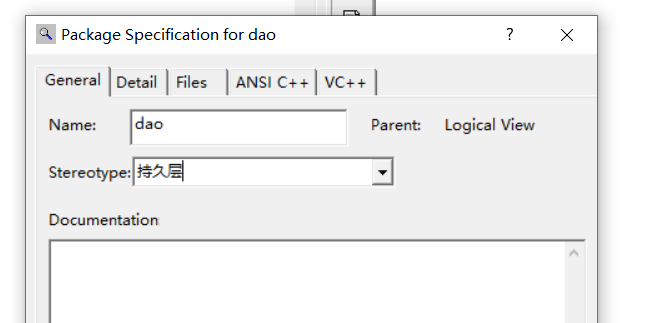 Package Specification for dao
?
General Detail Files ANSI C++ VC++
Name: dao Parent: Logical View
Stereotype: 持久层
Documentation: